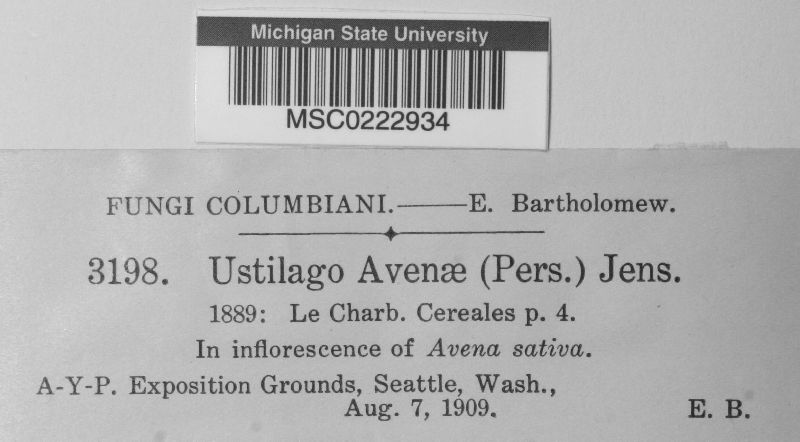 Michigan State University
MSC0222934
FUNGI COLUMBIANI.——E. Bartholomew.
3198. Ustilago Avenæ (Pers.) Jens.
1889: Le Charb. Cereales p. 4.
In inflorescence of Avena sativa.
A-Y-P. Exposition Grounds, Seattle, Wash.,
Aug. 7, 1909. E. B.